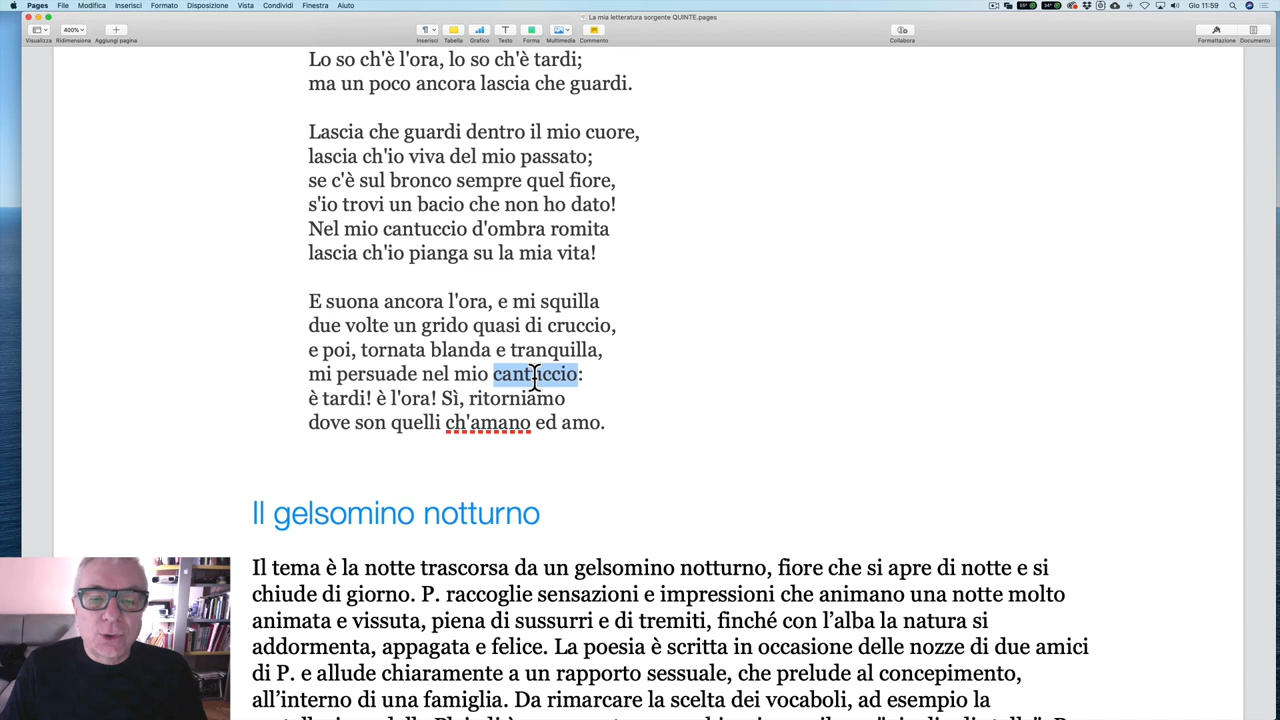 Pages File Modifica Inserisci Formato Disposizione Vista Condividi Finestra Aiuto
Gio 11:59
La mia letteratura sorgente QUINTE.pages
400%
Visualizza Ridimensiona Aggiungi pagina Inserisci Tabella Grafico Testo Forma Multimedia Commento Collabora Formattazione Documento
Lo so ch'è l'ora, lo so ch'è tardi;
ma un poco ancora lascia che guardi.
Lascia che guardi dentro il mio cuore,
lascia ch'io viva del mio passato;
se c'è sul bronco sempre quel fiore,
s'io trovi un bacio che non ho dato!
Nel mio cantuccio d'ombra romita
lascia ch'io pianga su la mia vita!
E suona ancora l'ora, e mi squilla
due volte un grido quasi di cruccio,
e poi, tornata blanda e tranquilla,
mi persuade nel mio cantuccio:
è tardi! è l'ora! Sì, ritorniamo
dove son quelli ch'amano ed amo.
Il gelsomino notturno
Il tema è la notte trascorsa da un gelsomino notturno, fiore che si apre di notte e si
chiude di giorno. P. raccoglie sensazioni e impressioni che animano una notte molto
animata e vissuta, piena di sussurri e di tremiti, finché con l'alba la natura si
addormenta, appagata e felice. La poesia è scritta in occasione delle nozze di due amici
di P. e allude chiaramente a un rapporto sessuale, che prelude al concepimento,
all'interno di una famiglia. Da rimarcare la scelta dei vocaboli, ad esempio la